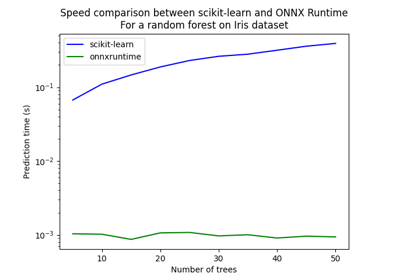 Speed comparison between scikit-learn and ONNX Runtime
For a random forest on Iris dataset
scikit-learn
onnxruntime
Prediction time (s)
10⁻¹
10⁻²
10⁻³
10 20 30 40 50
Number of trees